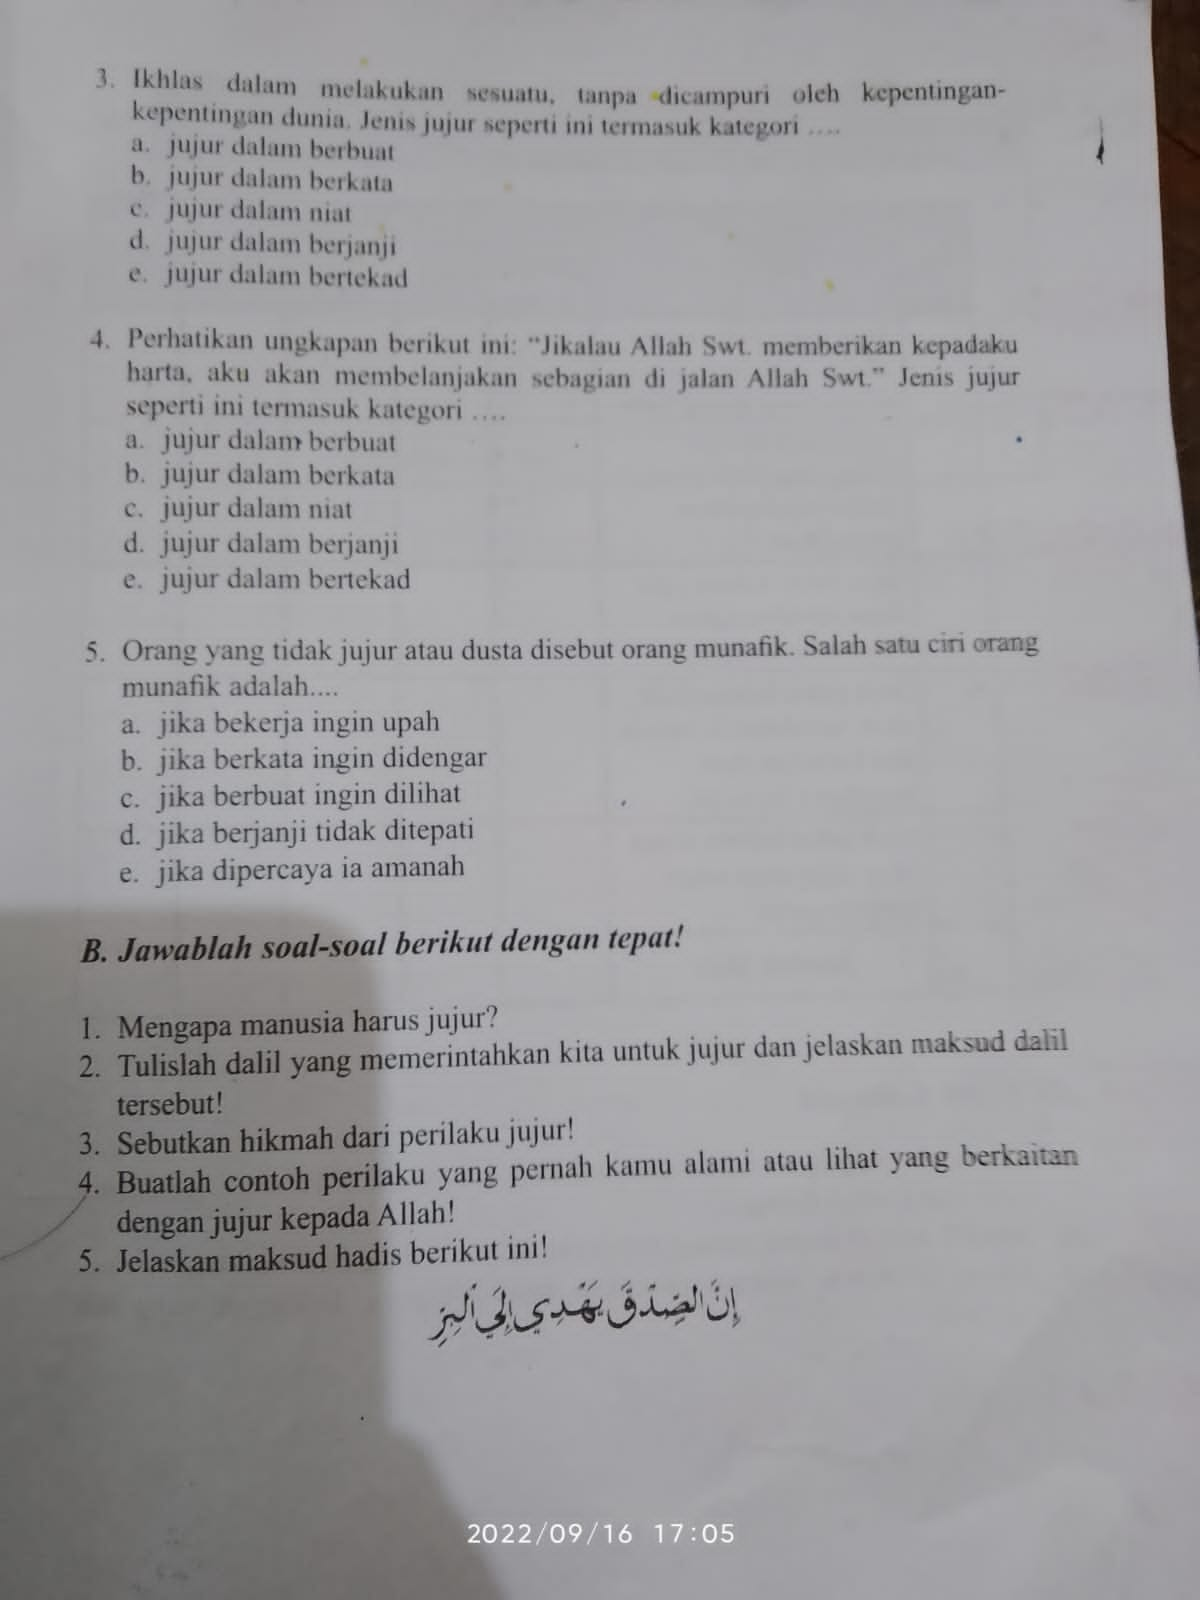 3. Ikhlas dalam melakukan sesuatu, tanpa dicampuri oleh kepentingan-
kepentingan dunia. Jenis jujur seperti ini termasuk kategori ....
a. jujur dalam berbuat
b. jujur dalam berkata
c. jujur dalam niat
d. jujur dalam berjanji
e. jujur dalam bertekad
4. Perhatikan ungkapan berikut ini: "Jikalau Allah Swt. memberikan kepadaku
harta, aku akan membelanjakan sebagian di jalan Allah Swt." Jenis jujur
seperti ini termasuk kategori ....
a. jujur dalam berbuat
b. jujur dalam berkata
c. jujur dalam niat
d. jujur dalam berjanji
e. jujur dalam bertekad
5. Orang yang tidak jujur atau dusta disebut orang munafik. Salah satu ciri orang
munafik adalah....
a. jika bekerja ingin upah
b. jika berkata ingin didengar
c. jika berbuat ingin dilihat
d. jika berjanji tidak ditepati
e. jika dipercaya ia amanah
B. Jawablah soal-soal berikut dengan tepat!
1. Mengapa manusia harus jujur?
2. Tulislah dalil yang memerintahkan kita untuk jujur dan jelaskan maksud dalil
tersebut!
3. Sebutkan hikmah dari perilaku jujur!
4. Buatlah contoh perilaku yang pernah kamu alami atau lihat yang berkaitan
dengan jujur kepada Allah!
5. Jelaskan maksud hadis berikut ini!
إِنَّ الصِّدْقَ يَهْدِي إِلَى الْبِرِّ
2022/09/16 17:05